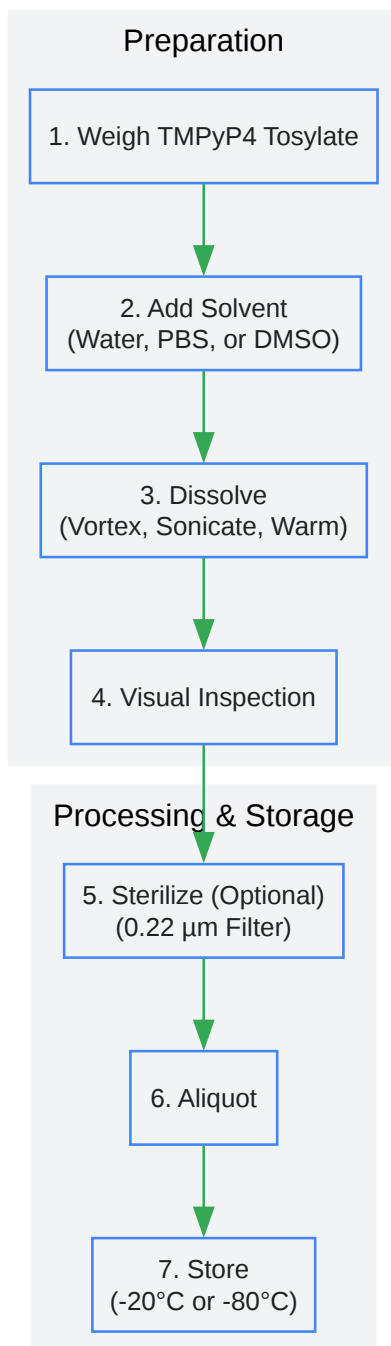 Preparation
1. Weigh TMPyP4 Tosylate
2. Add Solvent
(Water, PBS, or DMSO)
3. Dissolve
(Vortex, Sonicate, Warm)
4. Visual Inspection
Processing & Storage
5. Sterilize (Optional)
(0.22 µm Filter)
6. Aliquot
7. Store
(-20°C or -80°C)